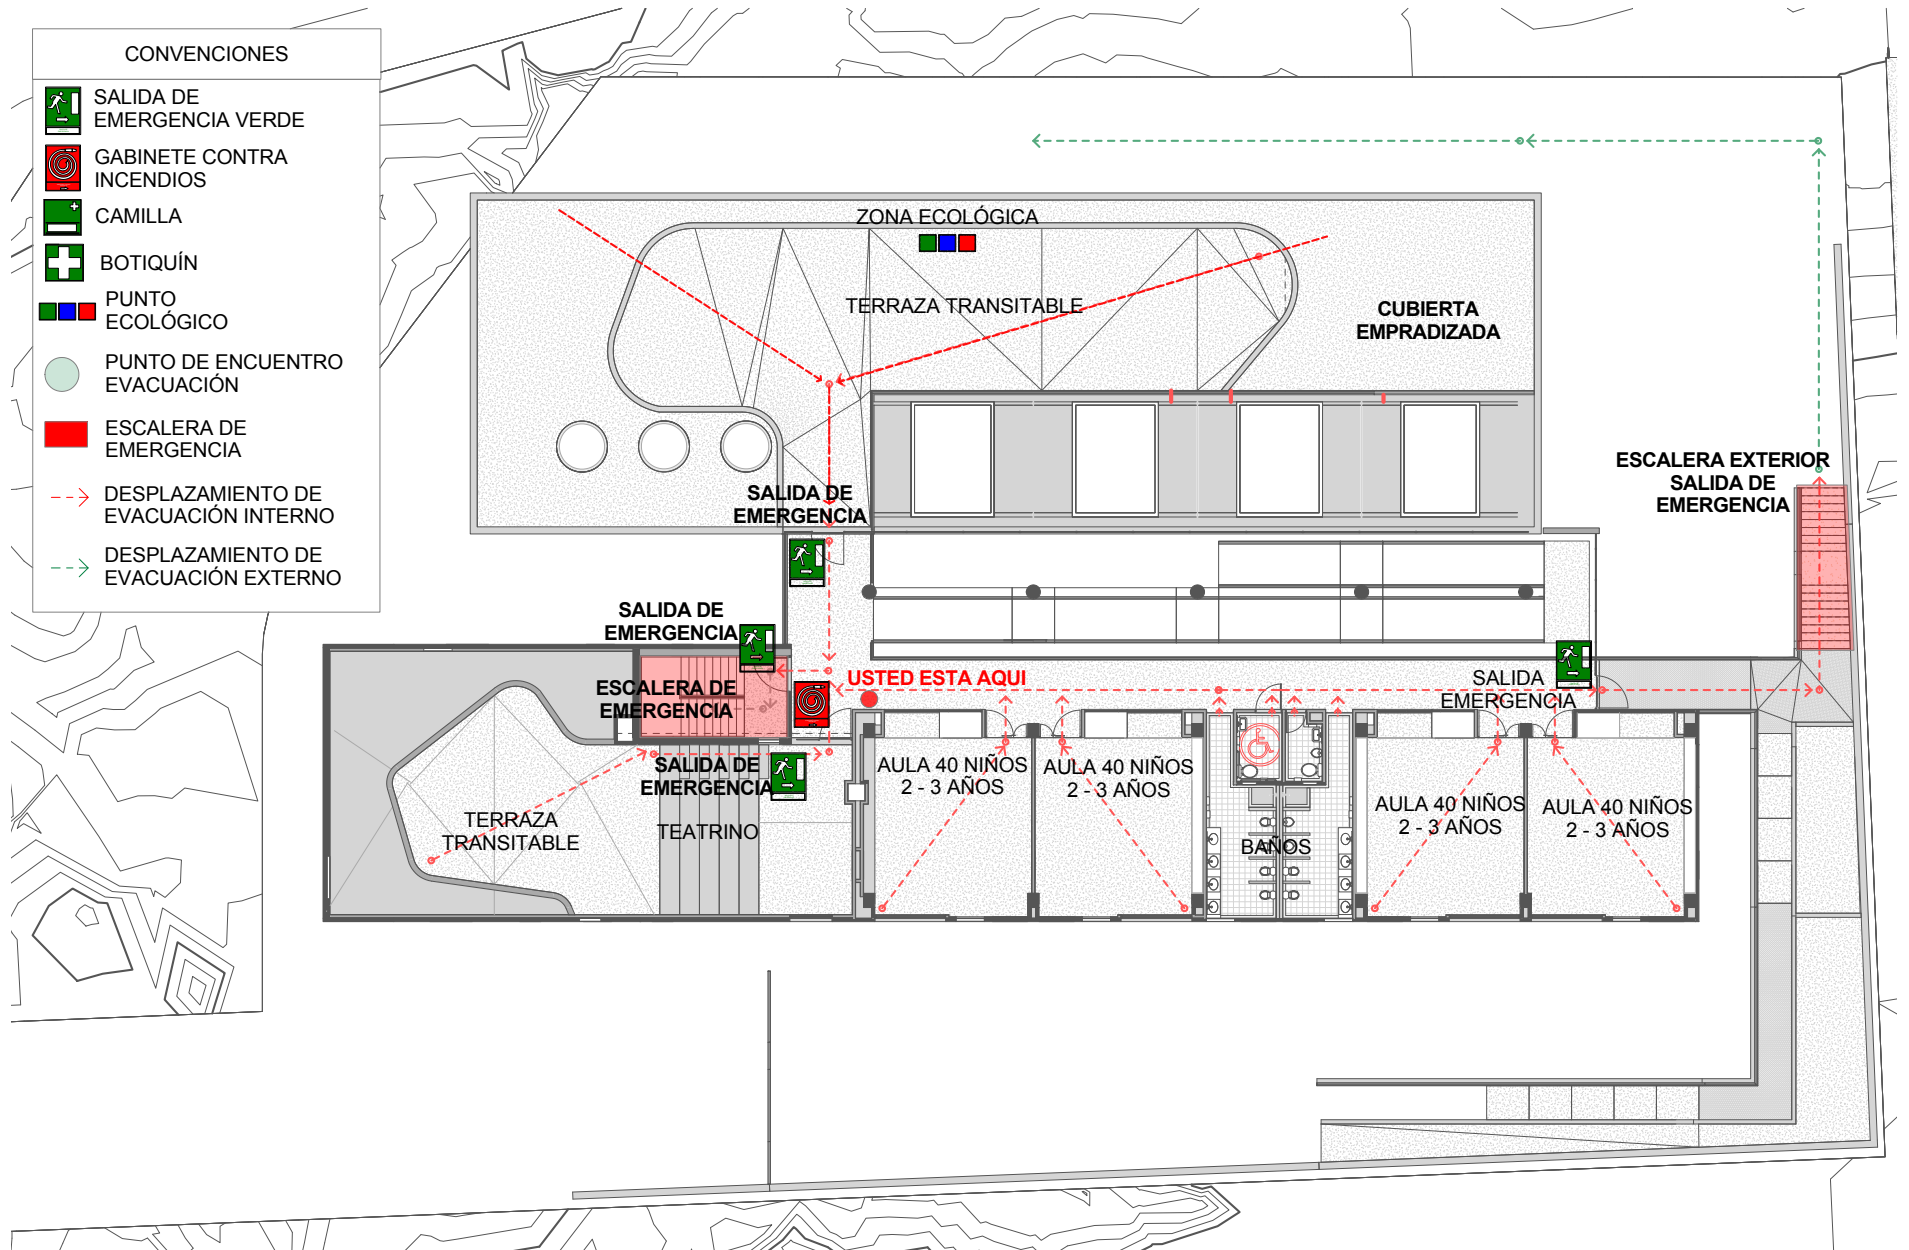 CONVENCIONES
SALIDA DE
EMERGENCIA VERDE
GABINETE CONTRA
INCENDIOS
CAMILLA
BOTIQUÍN
PUNTO
ECOLÓGICO
PUNTO DE ENCUENTRO
EVACUACIÓN
ESCALERA DE
EMERGENCIA
DESPLAZAMIENTO DE
EVACUACIÓN INTERNO
DESPLAZAMIENTO DE
EVACUACIÓN EXTERNO
ZONA ECOLÓGICA
TERRAZA TRANSITABLE
CUBIERTA
EMPRADIZADA
ESCALERA EXTERIOR
SALIDA DE
EMERGENCIA
SALIDA DE
EMERGENCIA
SALIDA DE
EMERGENCIA
ESCALERA DE
EMERGENCIA
USTED ESTA AQUI
SALIDA
EMERGENCIA
SALIDA DE
EMERGENCIA
TERRAZA
TRANSITABLE
TEATRINO
AULA 40 NIÑOS
2 - 3 AÑOS
AULA 40 NIÑOS
2 - 3 AÑOS
BAÑOS
AULA 40 NIÑOS
2 - 3 AÑOS
AULA 40 NIÑOS
2 - 3 AÑOS